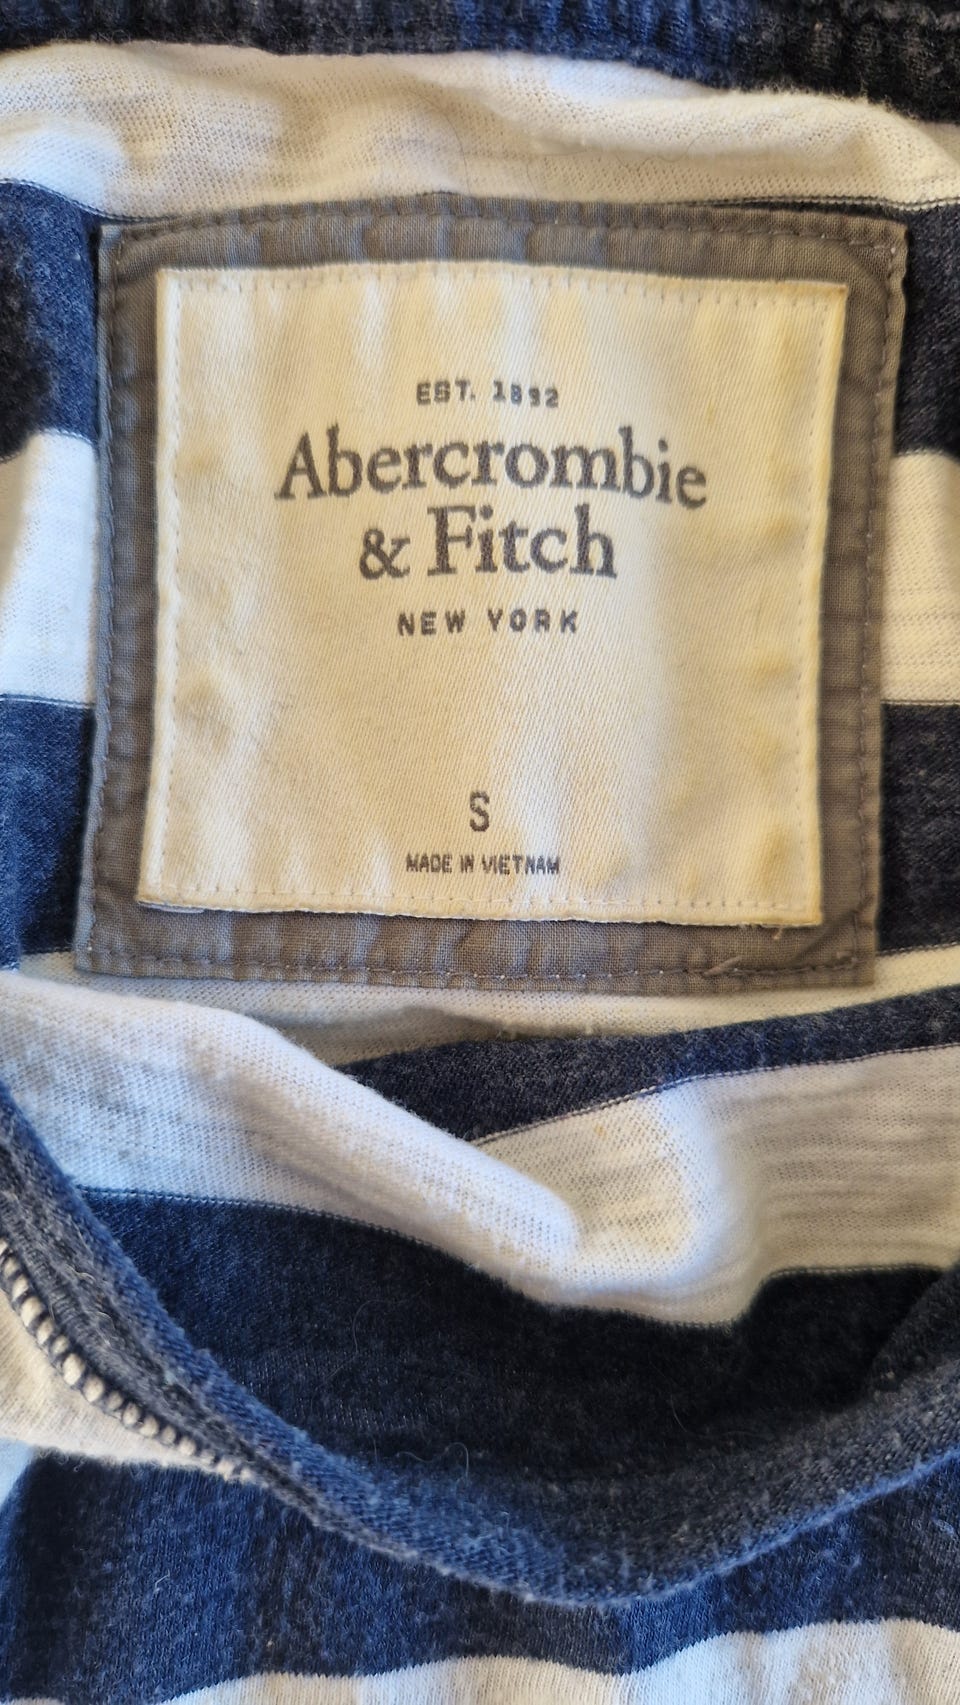 EST. 1892
Abercrombie
& Fitch
NEW YORK
S
MADE IN VIETNAM